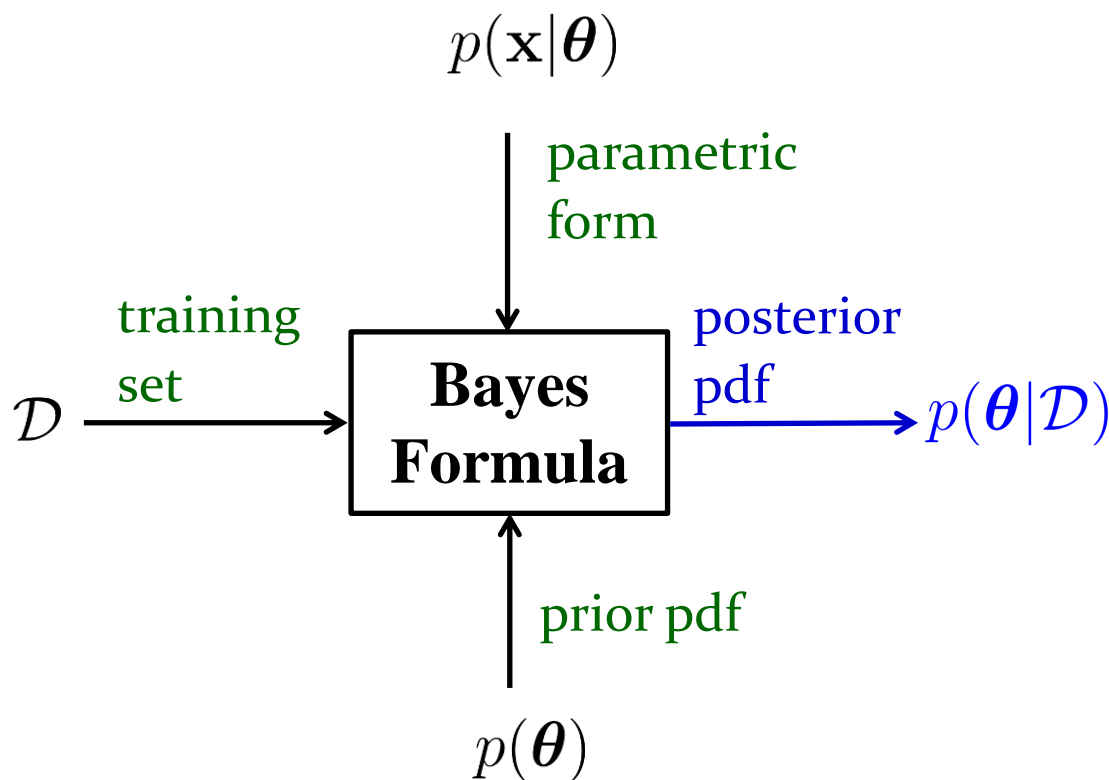 p(x|θ)
parametric
form
training
set
posterior
pdf
Bayes
Formula
𝒟
p(θ|𝒟)
prior pdf
p(θ)